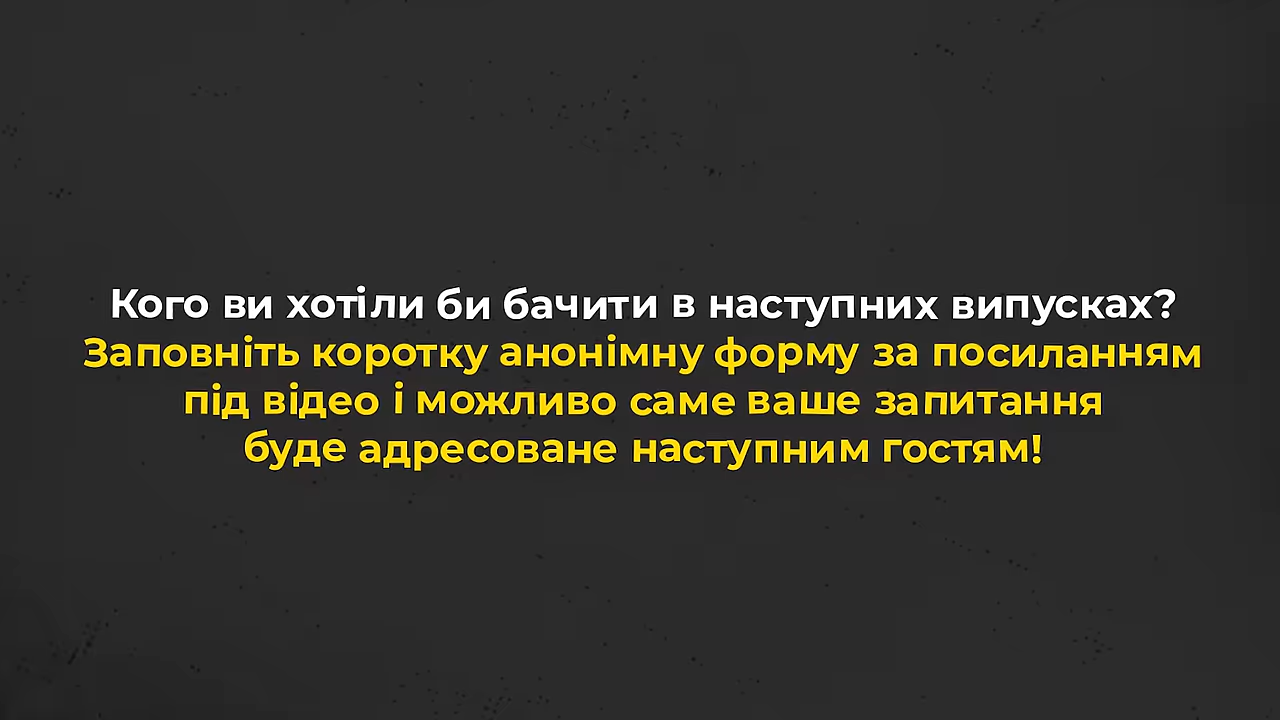 Кого ви хотіли би бачити в наступних випусках?
Заповніть коротку анонімну форму за посиланням
під відео і можливо саме ваше запитання
буде адресоване наступним гостям!